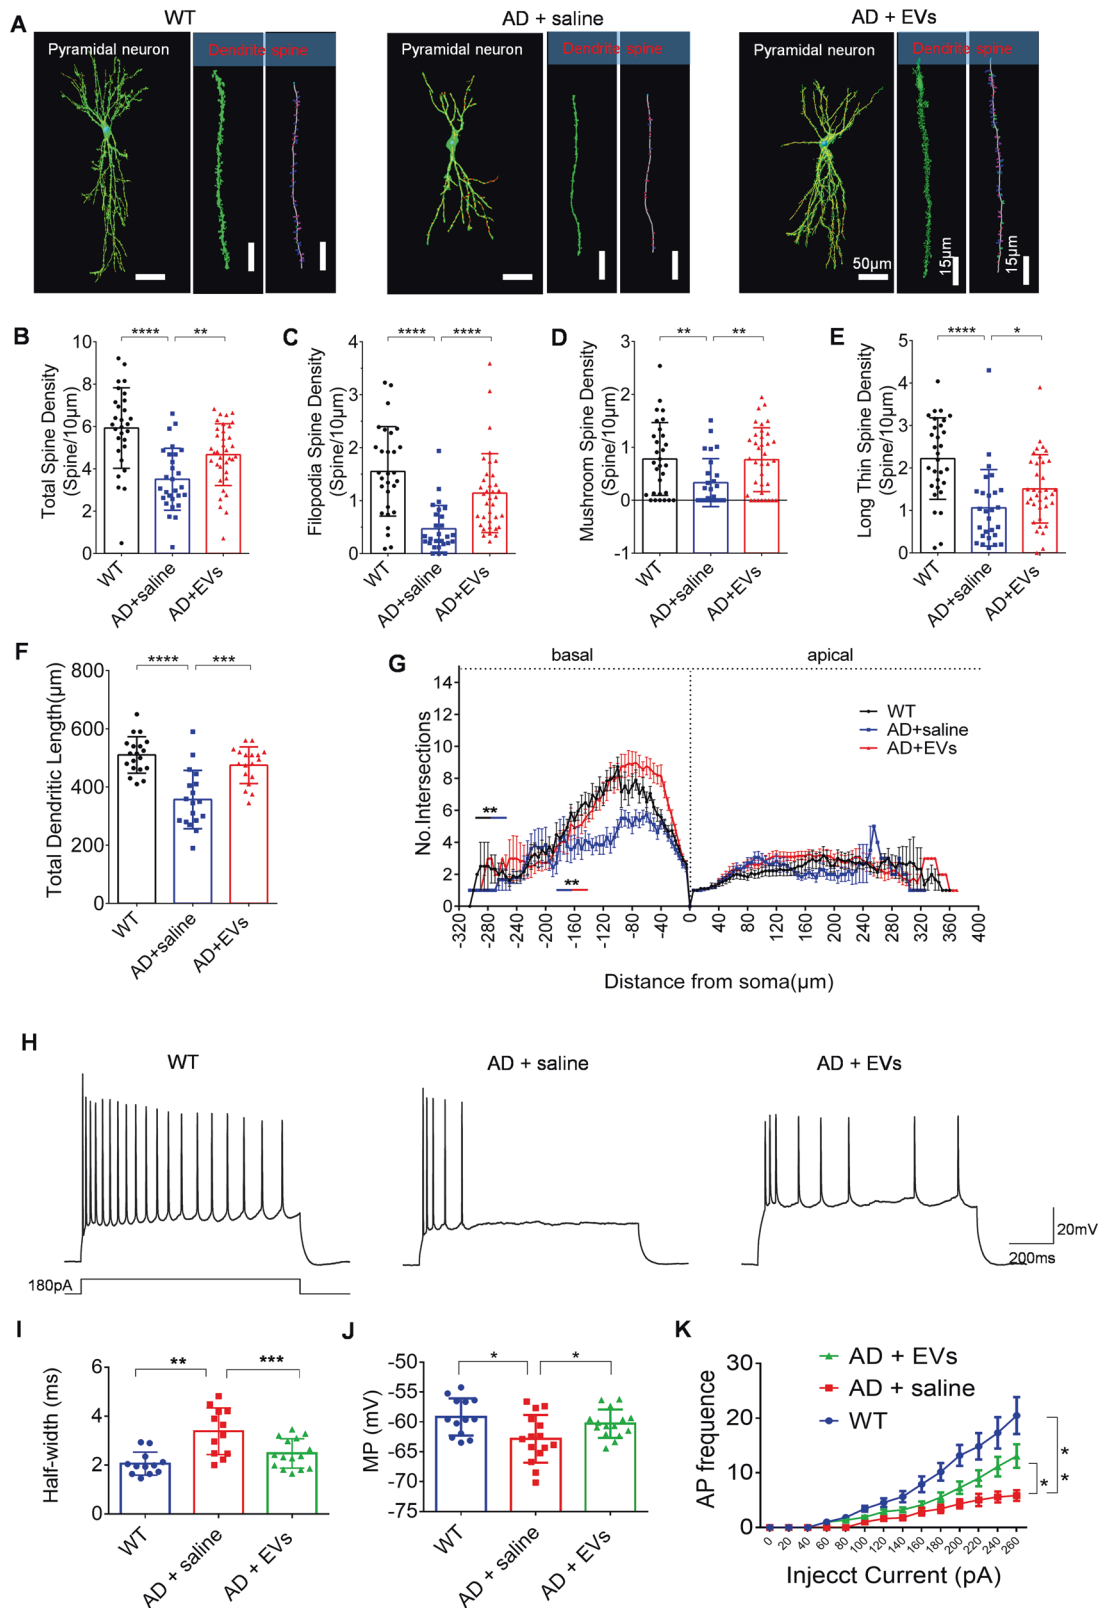 A
WT
AD + saline
AD + EVs
Pyramidal neuron
Dendrite spine
Pyramidal neuron
Dendrite spine
Pyramidal neuron
Dendrite spine
50μm
15μm
15μm
B
Total Spine Density
(Spine/10μm)
10
8
6
4
2
0
****
**
WT
AD+saline
AD+EVs
C
Filopodia Spine Density
(Spine/10μm)
4
3
2
1
0
****
****
WT
AD+saline
AD+EVs
D
Mushroom Spine Density
(Spine/10μm)
3
2
1
0
-1
**
**
WT
AD+saline
AD+EVs
E
Long Thin Spine Density
(Spine/10μm)
5
4
3
2
1
0
****
*
WT
AD+saline
AD+EVs
F
Total Dendritic Length(μm)
800
600
400
200
0
****
***
WT
AD+saline
AD+EVs
G
basal
apical
No.Intersections
14
12
10
8
6
4
2
0
WT
AD+saline
AD+EVs
**
**
-320
-280
-240
-200
-160
-120
-80
-40
0
40
80
120
160
200
240
280
320
360
400
Distance from soma(μm)
H
WT
AD + saline
AD + EVs
180pA
20mV
200ms
I
Half-width (ms)
6
4
2
0
**
***
WT
AD + saline
AD + EVs
J
MP (mV)
-50
-55
-60
-65
-70
-75
*
*
WT
AD + saline
AD + EVs
K
AP frequence
30
20
10
0
AD + EVs
AD + saline
WT
*
**
0
20
40
60
80
100
120
140
160
180
200
220
240
260
Injecct Current (pA)